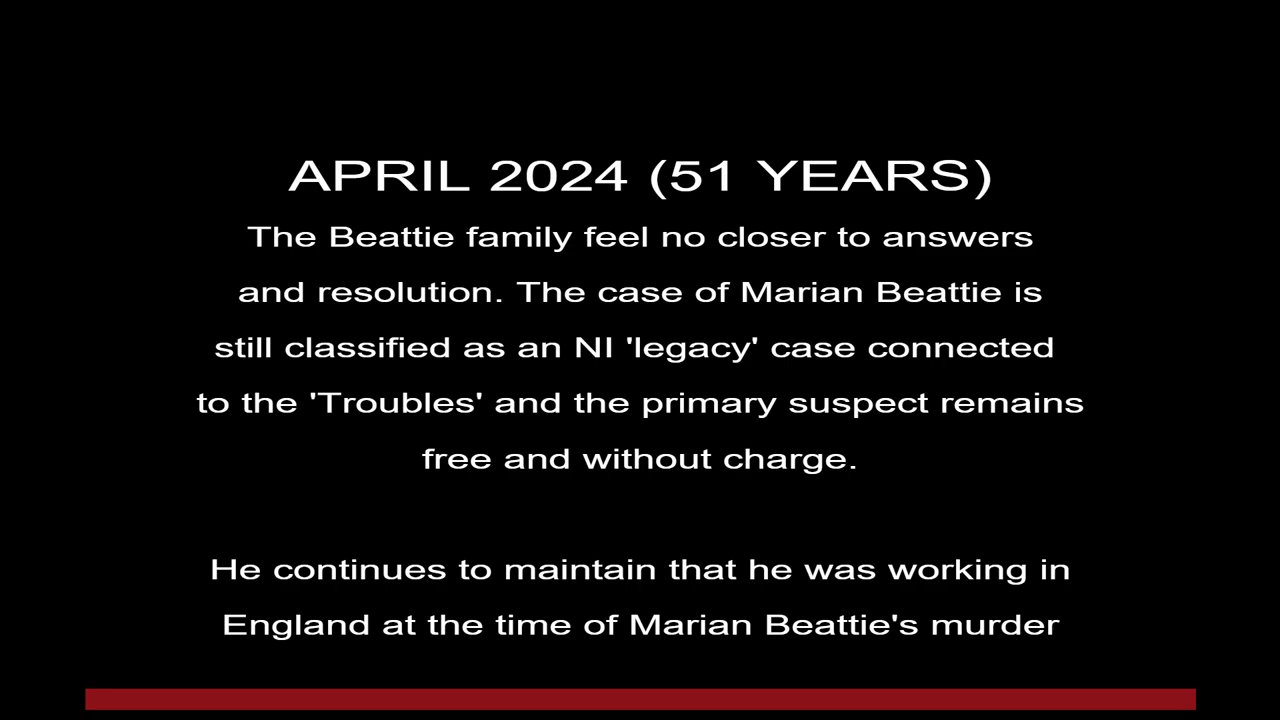 APRIL 2024 (51 YEARS)
The Beattie family feel no closer to answers
and resolution. The case of Marian Beattie is
still classified as an NI 'legacy' case connected
to the 'Troubles' and the primary suspect remains
free and without charge.
He continues to maintain that he was working in
England at the time of Marian Beattie's murder